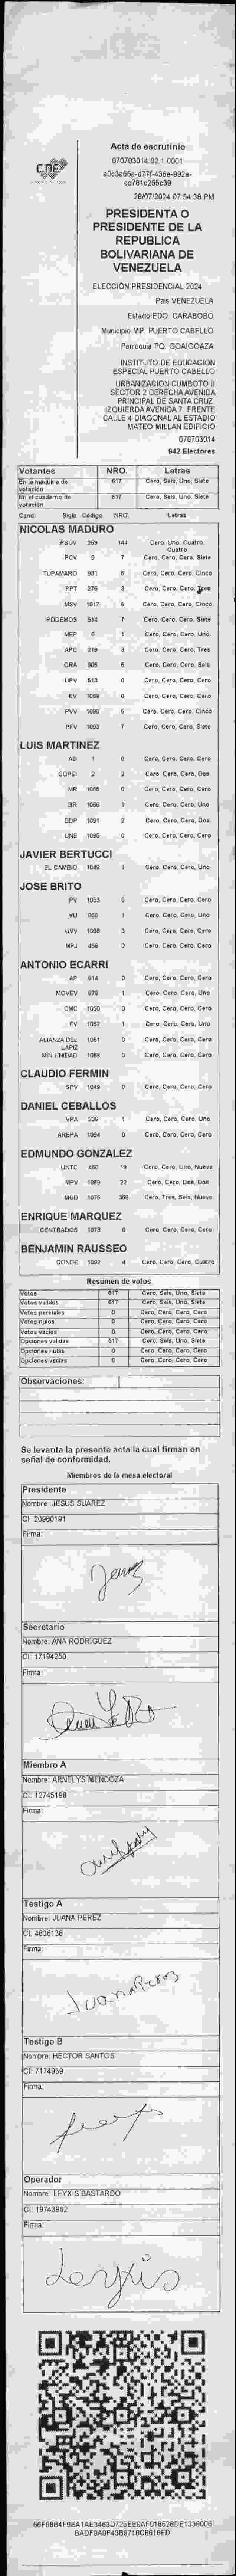 Acta de escrutinio
070703014.02.1.0001
a0c3a65a-d77f-436e-992a-
cd781c255c39
28/07/2024 07:54:38 PM
PRESIDENTA O
PRESIDENTE DE LA
REPUBLICA
BOLIVARIANA DE
VENEZUELA
CNE
ELECCIÓN PRESIDENCIAL 2024
Pais VENEZUELA
Estado EDO. CARABOBO
Municipio MP. PUERTO CABELLO
Parroquia PQ. GOAIGOAZA
INSTITUTO DE EDUCACION
ESPECIAL PUERTO CABELLO
URBANIZACION CUMBOTO II
SECTOR 2 DERECHA AVENIDA
PRINCIPAL DE SANTA CRUZ.
IZQUIERDA AVENIDA 7. FRENTE
CALLE 4 DIAGONAL AL ESTADIO
MATEO MILLAN EDIFICIO
070703014
942 Electores
Votantes NRO. Letras
En la máquina de votación 617 Cero, Seis, Uno, Siete
En el cuaderno de votación 617 Cero, Seis, Uno, Siete
Cand. Sigla Código NRO. Letras
NICOLAS MADURO
PSUV 269 144 Cero, Uno, Cuatro, Cuatro
PCV 9 7 Cero, Cero, Cero, Siete
TUPAMARO 931 5 Cero, Cero, Cero, Cinco
PPT 276 3 Cero, Cero, Cero, Tres
MSV 1017 5 Cero, Cero, Cero, Cinco
PODEMOS 514 7 Cero, Cero, Cero, Siete
MEP 6 1 Cero, Cero, Cero, Uno
APC 219 3 Cero, Cero, Cero, Tres
ORA 906 6 Cero, Cero, Cero, Seis
UPV 513 0 Cero, Cero, Cero, Cero
EV 1009 0 Cero, Cero, Cero, Cero
PVV 1090 5 Cero, Cero, Cero, Cinco
PFV 1093 7 Cero, Cero, Cero, Siete
LUIS MARTINEZ
AD 1 0 Cero, Cero, Cero, Cero
COPEI 2 2 Cero, Cero, Cero, Dos
MR 1055 0 Cero, Cero, Cero, Cero
BR 1066 1 Cero, Cero, Cero, Uno
DDP 1091 2 Cero, Cero, Cero, Dos
UNE 1095 0 Cero, Cero, Cero, Cero
JAVIER BERTUCCI
EL CAMBIO 1048 1 Cero, Cero, Cero, Uno
JOSE BRITO
PV 1053 0 Cero, Cero, Cero, Cero
VU 968 1 Cero, Cero, Cero, Uno
UVV 1086 0 Cero, Cero, Cero, Cero
MPJ 458 0 Cero, Cero, Cero, Cero
ANTONIO ECARRI
AP 914 0 Cero, Cero, Cero, Cero
MOVEV 979 1 Cero, Cero, Cero, Uno
CMC 1050 0 Cero, Cero, Cero, Cero
FV 1062 1 Cero, Cero, Cero, Uno
ALIANZA DEL LAPIZ 1061 0 Cero, Cero, Cero, Cero
MIN UNIDAD 1069 0 Cero, Cero, Cero, Cero
CLAUDIO FERMIN
SPV 1049 0 Cero, Cero, Cero, Cero
DANIEL CEBALLOS
VPA 236 1 Cero, Cero, Cero, Uno
AREPA 1094 0 Cero, Cero, Cero, Cero
EDMUNDO GONZALEZ
UNTC 460 19 Cero, Cero, Uno, Nueve
MPV 1069 22 Cero, Cero, Dos, Dos
MUD 1075 369 Cero, Tres, Seis, Nueve
ENRIQUE MARQUEZ
CENTRADOS 1073 0 Cero, Cero, Cero, Cero
BENJAMIN RAUSSEO
CONDE 1092 4 Cero, Cero, Cero, Cuatro
Resumen de votos
Votos 617 Cero, Seis, Uno, Siete
Votos validos 617 Cero, Seis, Uno, Siete
Votos parciales 0 Cero, Cero, Cero, Cero
Votos nulos 0 Cero, Cero, Cero, Cero
Votos vacios 0 Cero, Cero, Cero, Cero
Opciones validas 617 Cero, Seis, Uno, Siete
Opciones nulas 0 Cero, Cero, Cero, Cero
Opciones vacias 0 Cero, Cero, Cero, Cero
Observaciones:
Se levanta la presente acta la cual firman en
señal de conformidad.
Miembros de la mesa electoral
Presidente
Nombre: JESUS SUAREZ
CI: 20980191
Firma:
Jesus
Secretario
Nombre: ANA RODRIGUEZ
CI: 17194250
Firma:
Miembro A
Nombre: ARNELYS MENDOZA
CI: 12745198
Firma:
Testigo A
Nombre: JUANA PEREZ
CI: 4836138
Firma:
Juana Perez
Testigo B
Nombre: HECTOR SANTOS
CI: 7174959
Firma:
Operador
Nombre: LEYXIS BASTARDO
CI: 19743962
Firma:
Leyxis